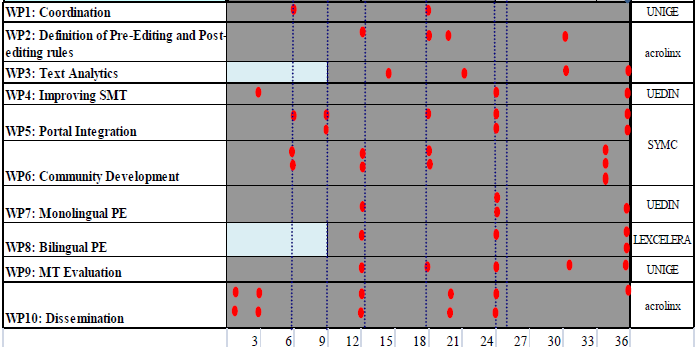 WP1: Coordination UNIGE
WP2: Definition of Pre-Editing and Post-
editing rules
acrolinx
WP3: Text Analytics
WP4: Improving SMT UEDIN
WP5: Portal Integration
SYMC
WP6: Community Development
WP7: Monolingual PE UEDIN
WP8: Bilingual PE LEXCELERA
WP9: MT Evaluation UNIGE
WP10: Dissemination acrolinx
3 6 9 12 15 18 21 24 27 30 33 36